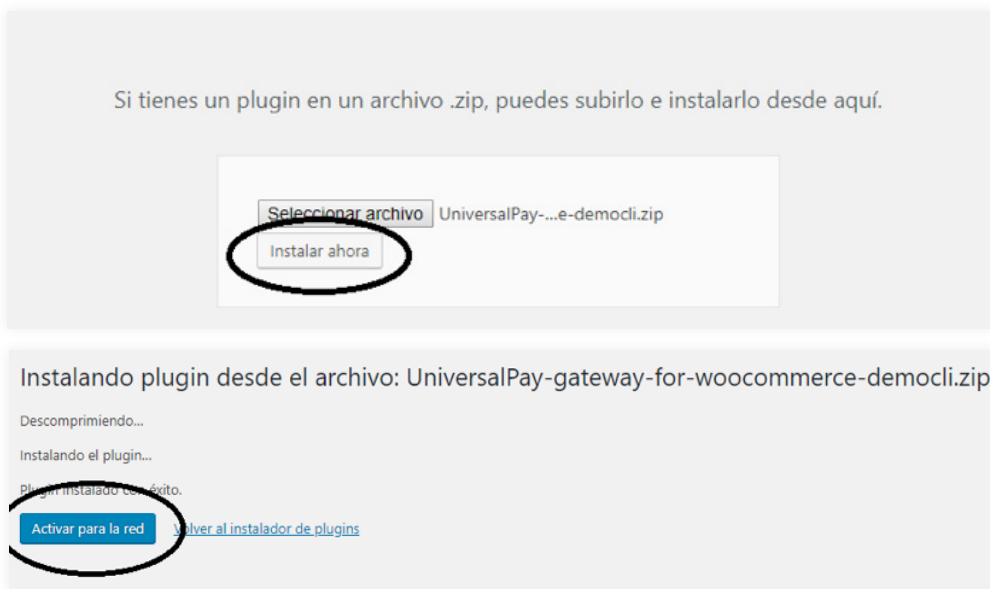 Si tienes un plugin en un archivo .zip, puedes subirlo e instalarlo desde aquí.
Seleccionar archivo UniversalPay-...e-democli.zip
Instalar ahora
Instalando plugin desde el archivo: UniversalPay-gateway-for-woocommerce-democli.zip
Descomprimiendo...
Instalando el plugin...
Plugin instalado con éxito.
Activar para la red Volver al instalador de plugins